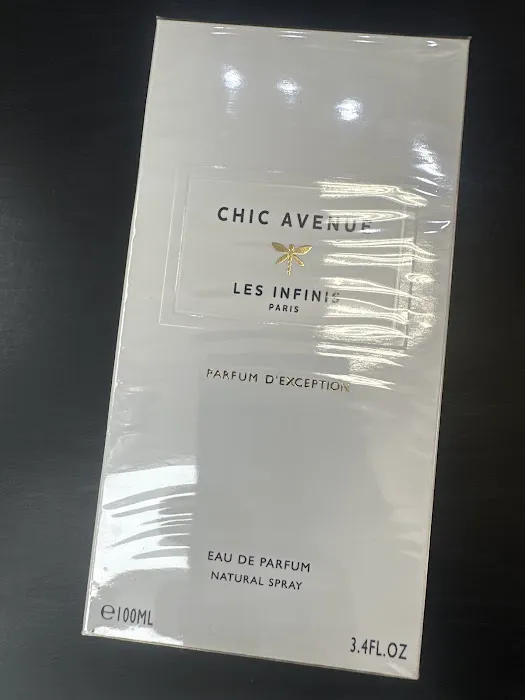 CHIC AVENUE
LES INFINIS
PARIS
PARFUM D'EXCEPTION
EAU DE PARFUM
NATURAL SPRAY
℮100ML
3.4FL.OZ